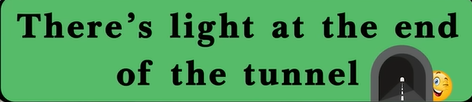 There’s light at the end
of the tunnel